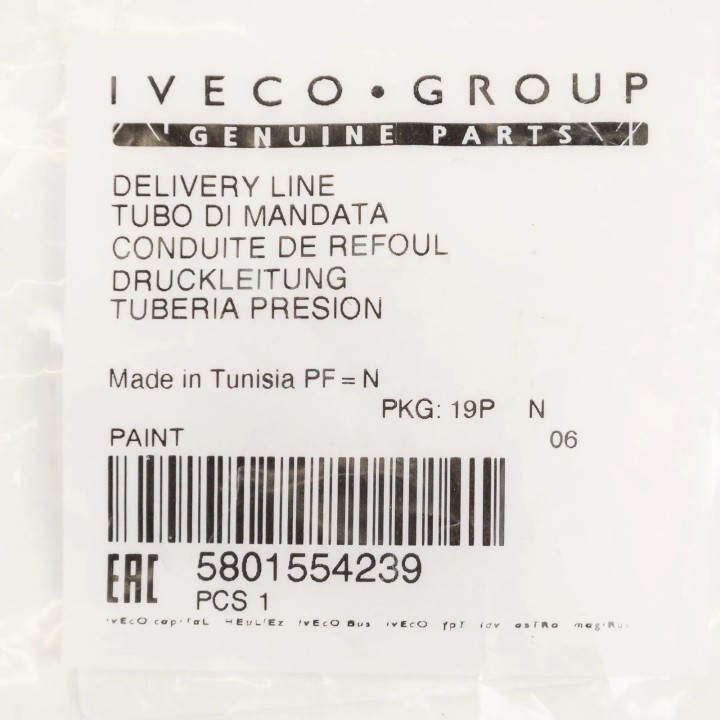 IVECO • GROUP
GENUINE PARTS
DELIVERY LINE
TUBO DI MANDATA
CONDUITE DE REFOUL
DRUCKLEITUNG
TUBERIA PRESION
Made in Tunisia PF = N
PKG: 19P N
PAINT 06
EAC 5801554239
PCS 1
IVECO capITaL HEULIEZ IVECO BUS IVECO fpT IDV asTRa magIRus